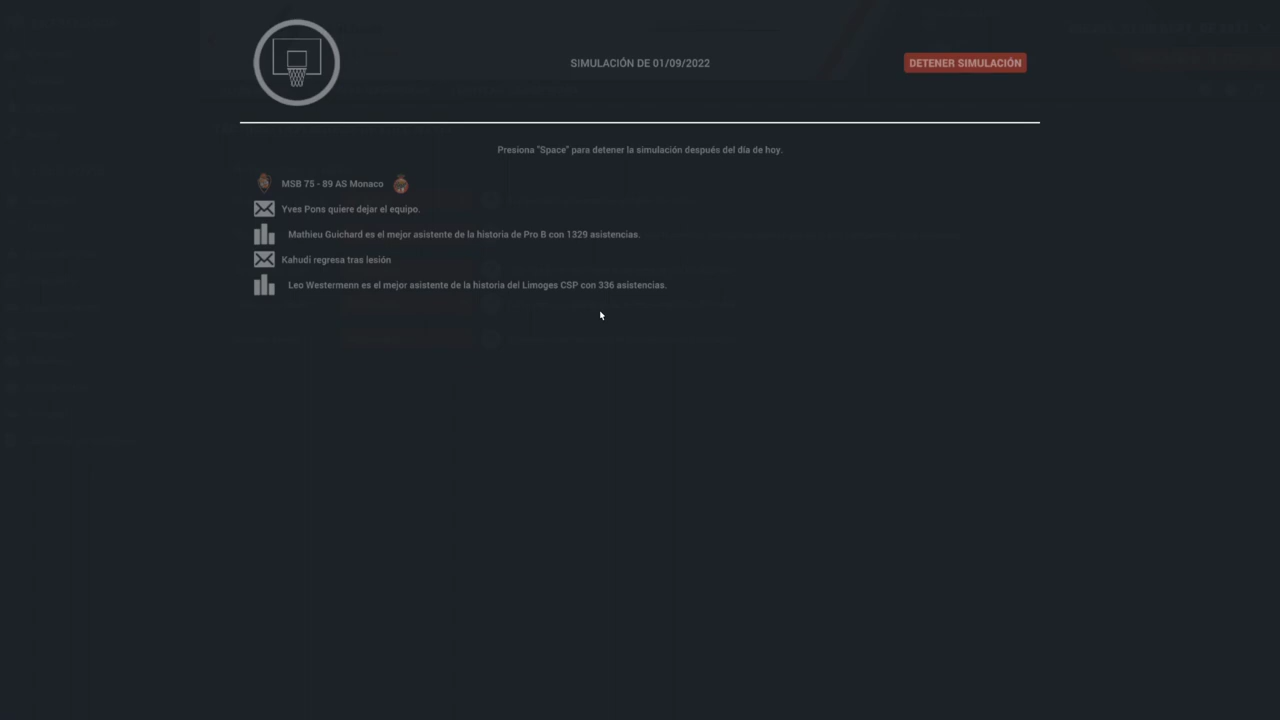 SIMULACIÓN DE 01/09/2022
DETENER SIMULACIÓN
Presiona "Space" para detener la simulación después del día de hoy.
MSB 75 - 89 AS Monaco
Yves Pons quiere dejar el equipo.
Mathieu Guichard es el mejor asistente de la historia de Pro B con 1329 asistencias.
Kahudi regresa tras lesión
Leo Westermenn es el mejor asistente de la historia del Limoges CSP con 336 asistencias.